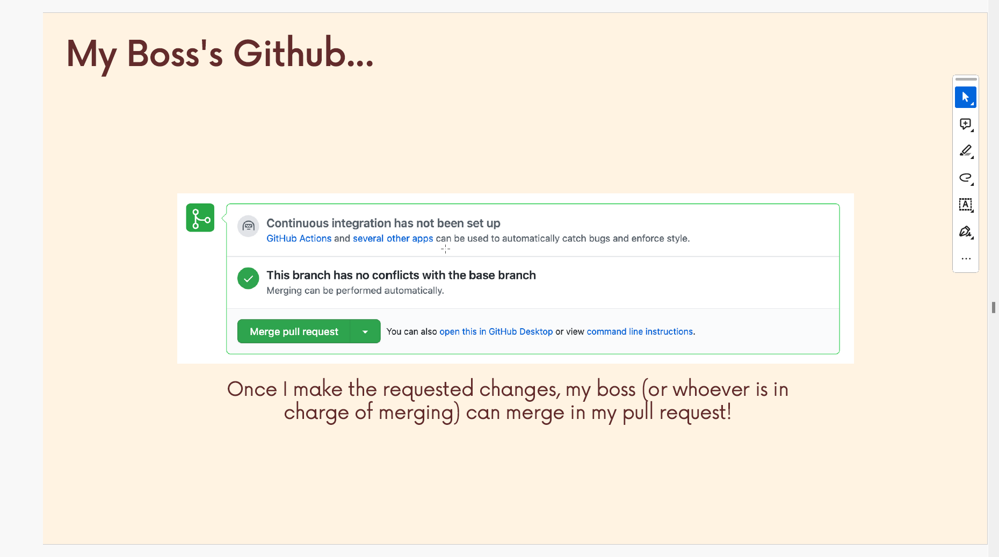 My Boss's Github...
Continuous integration has not been set up
GitHub Actions and several other apps can be used to automatically catch bugs and enforce style.
This branch has no conflicts with the base branch
Merging can be performed automatically.
Merge pull request You can also open this in GitHub Desktop or view command line instructions.
Once I make the requested changes, my boss (or whoever is in
charge of merging) can merge in my pull request!
A